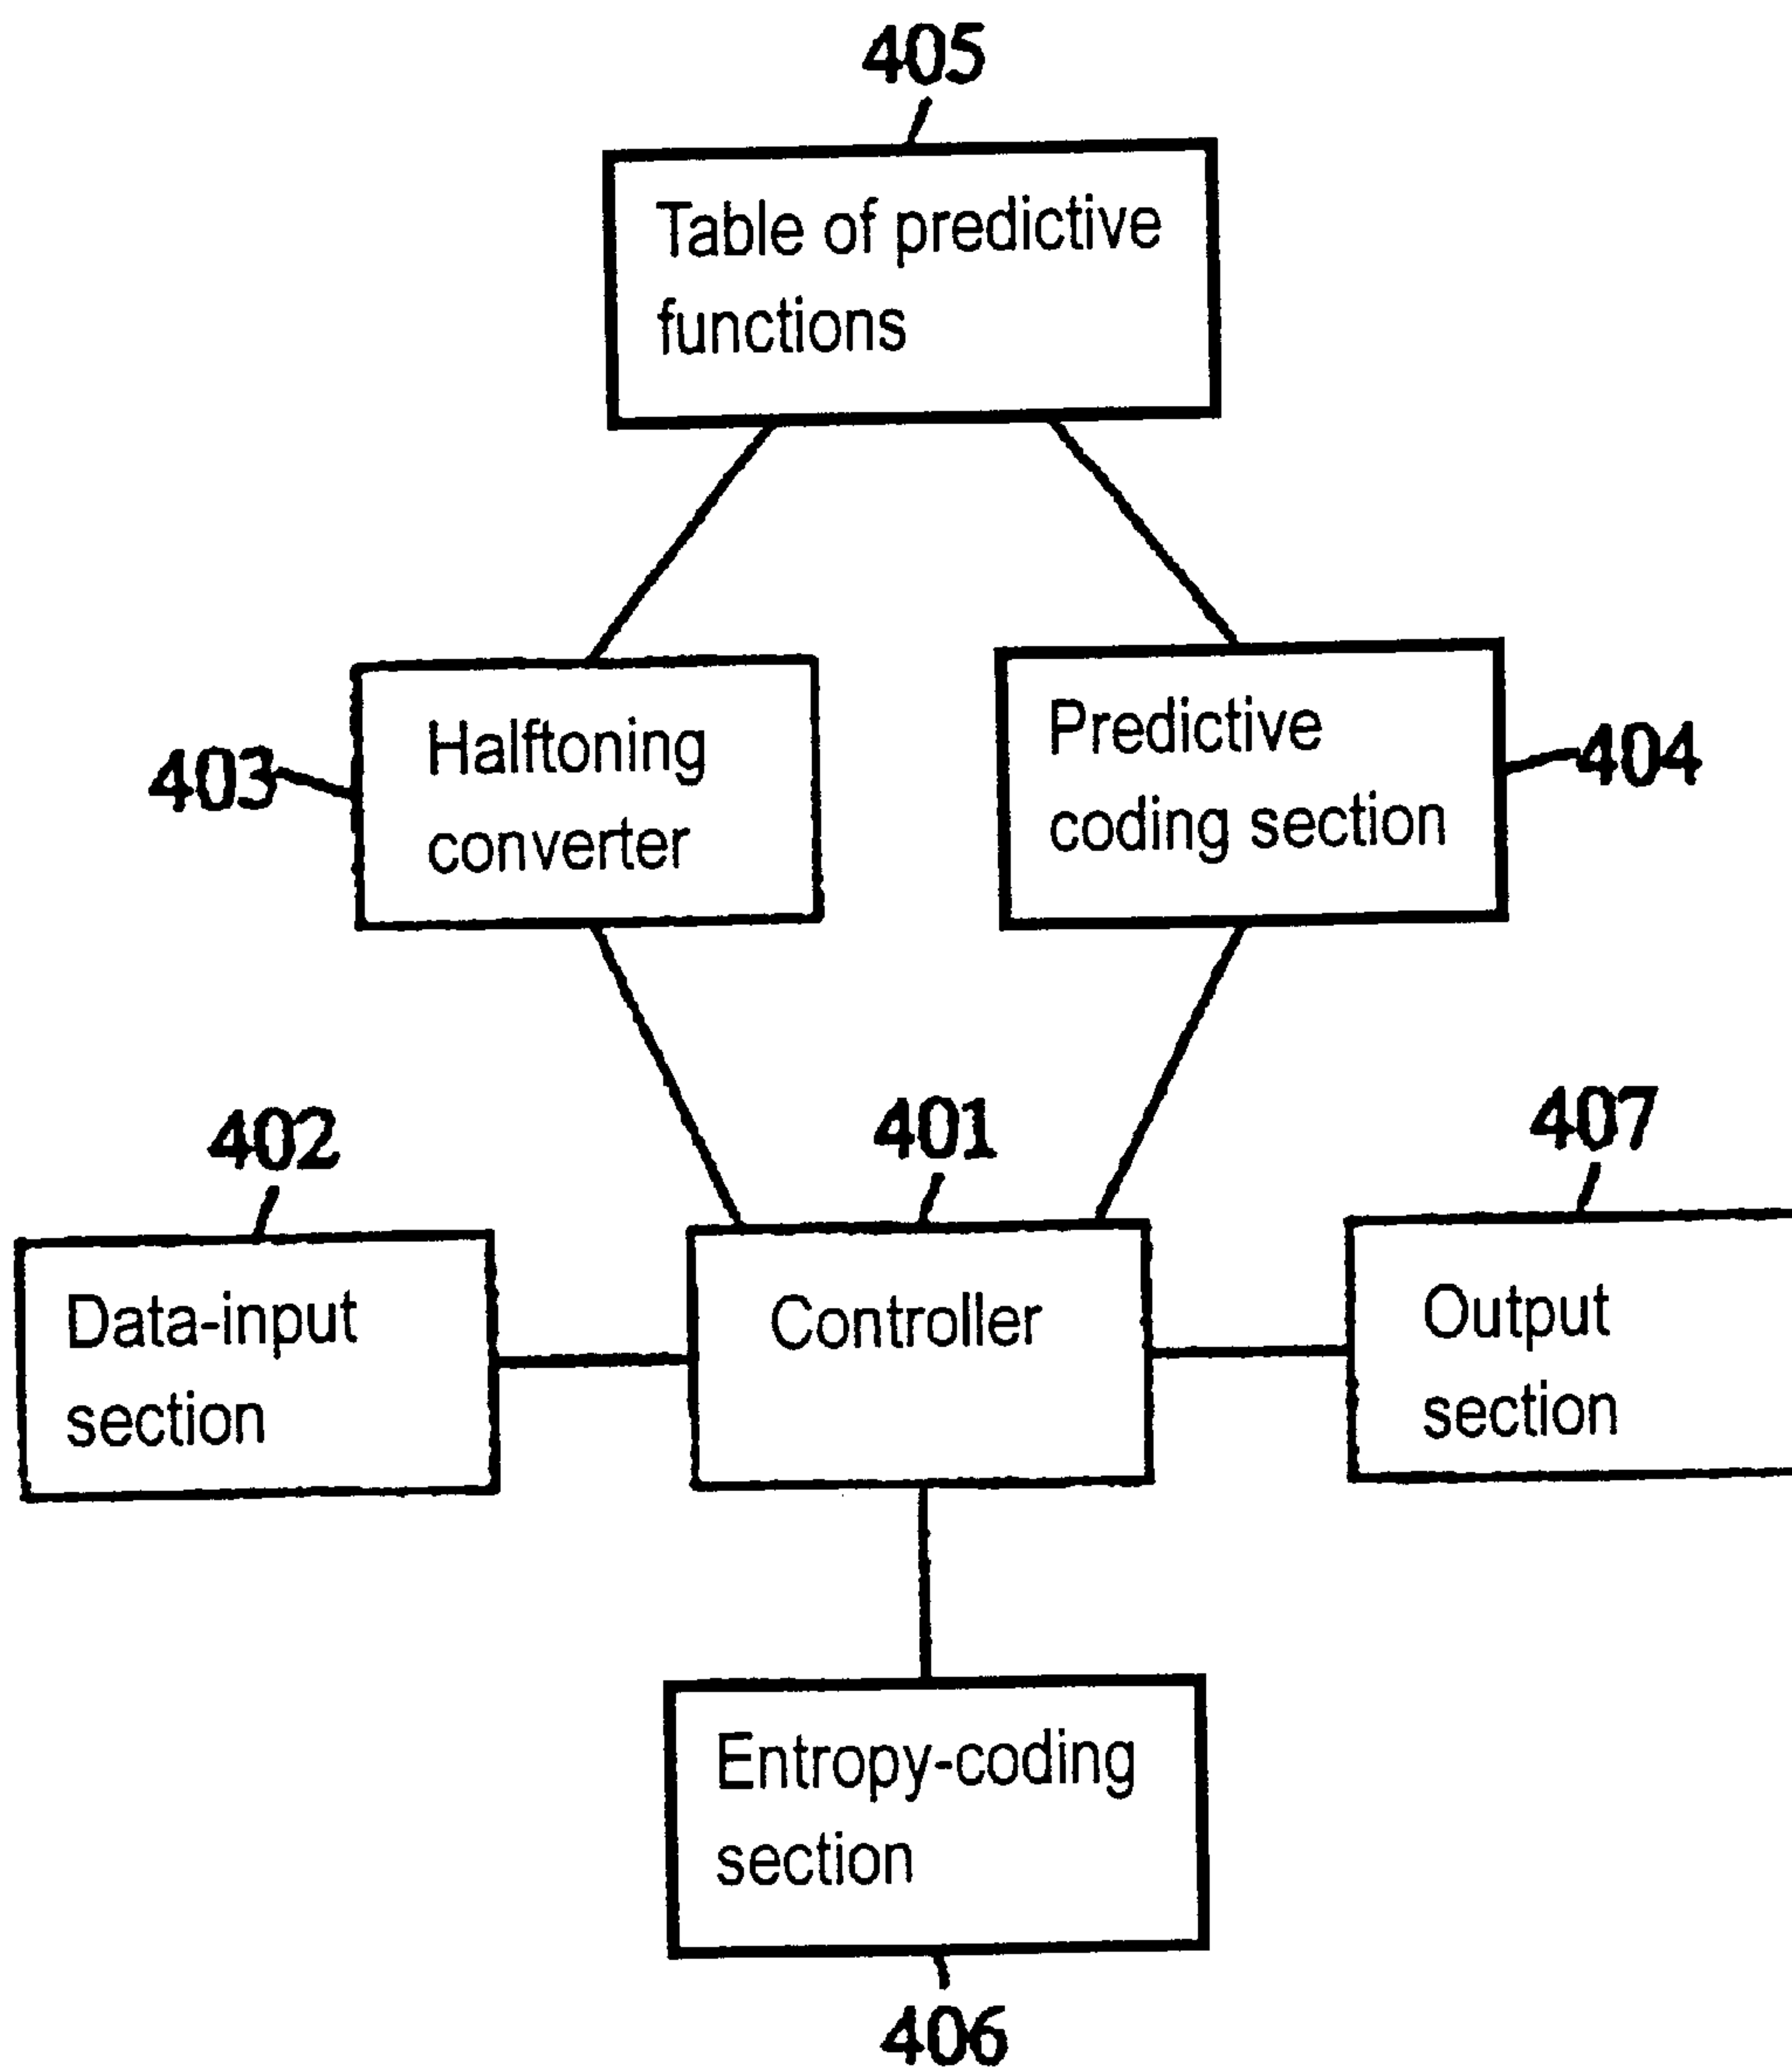 405
Table of predictive
functions
403
Halftoning
converter
Predictive
coding section
404
402
Data-input
section
401
Controller
407
Output
section
Entropy-coding
section
406